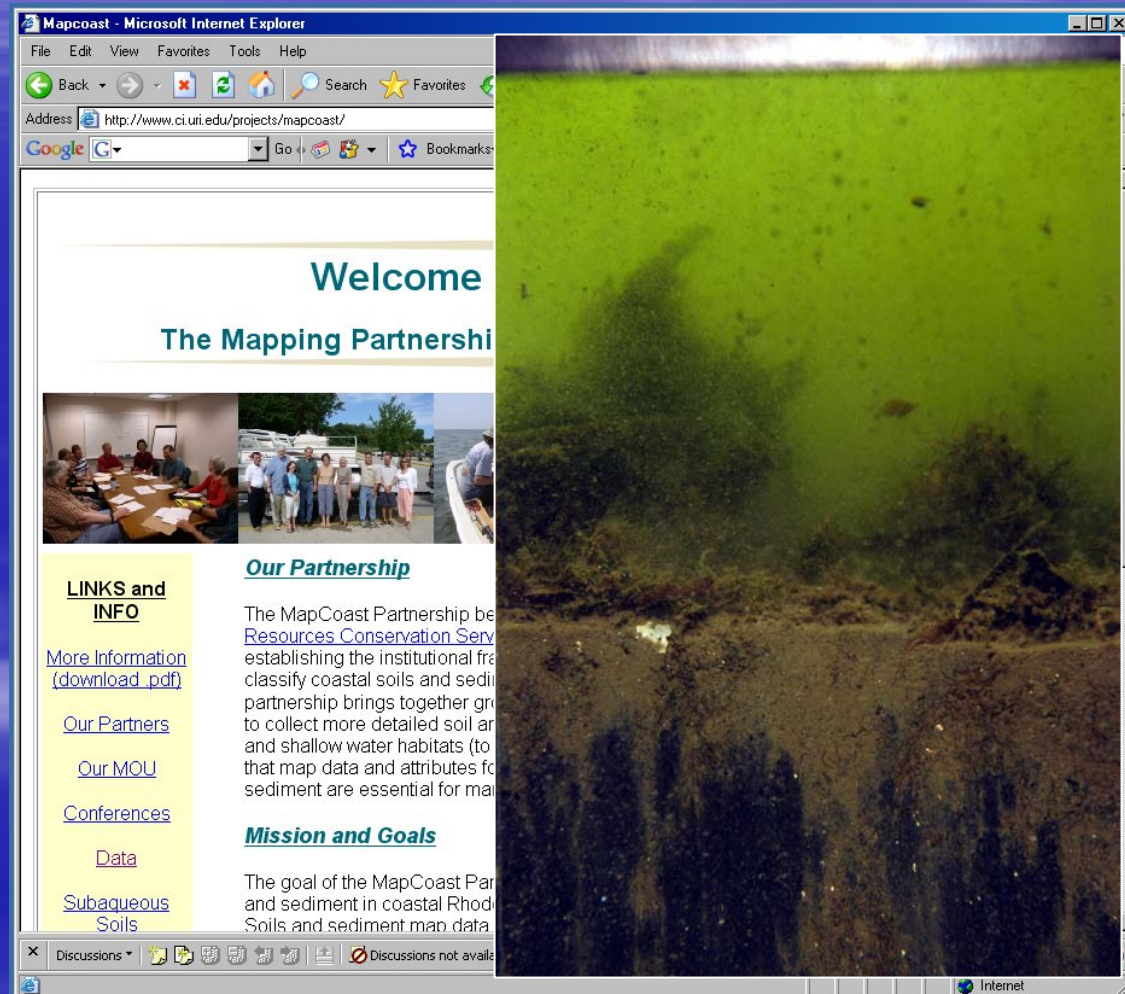 Mapcoast - Microsoft Internet Explorer
File Edit View Favorites Tools Help
Back Search Favorites
Address http://www.ci.uri.edu/projects/mapcoast/
Google G Go Bookmarks
Welcome
The Mapping Partnershi
LINKS and
INFO
More Information
(download .pdf)
Our Partners
Our MOU
Conferences
Data
Subaqueous
Soils
Our Partnership
The MapCoast Partnership be
Resources Conservation Serv
establishing the institutional fra
classify coastal soils and sedi
partnership brings together gro
to collect more detailed soil an
and shallow water habitats (to
that map data and attributes fo
sediment are essential for mar
Mission and Goals
The goal of the MapCoast Par
and sediment in coastal Rhod
Soils and sediment map data
Discussions Discussions not availa
Internet